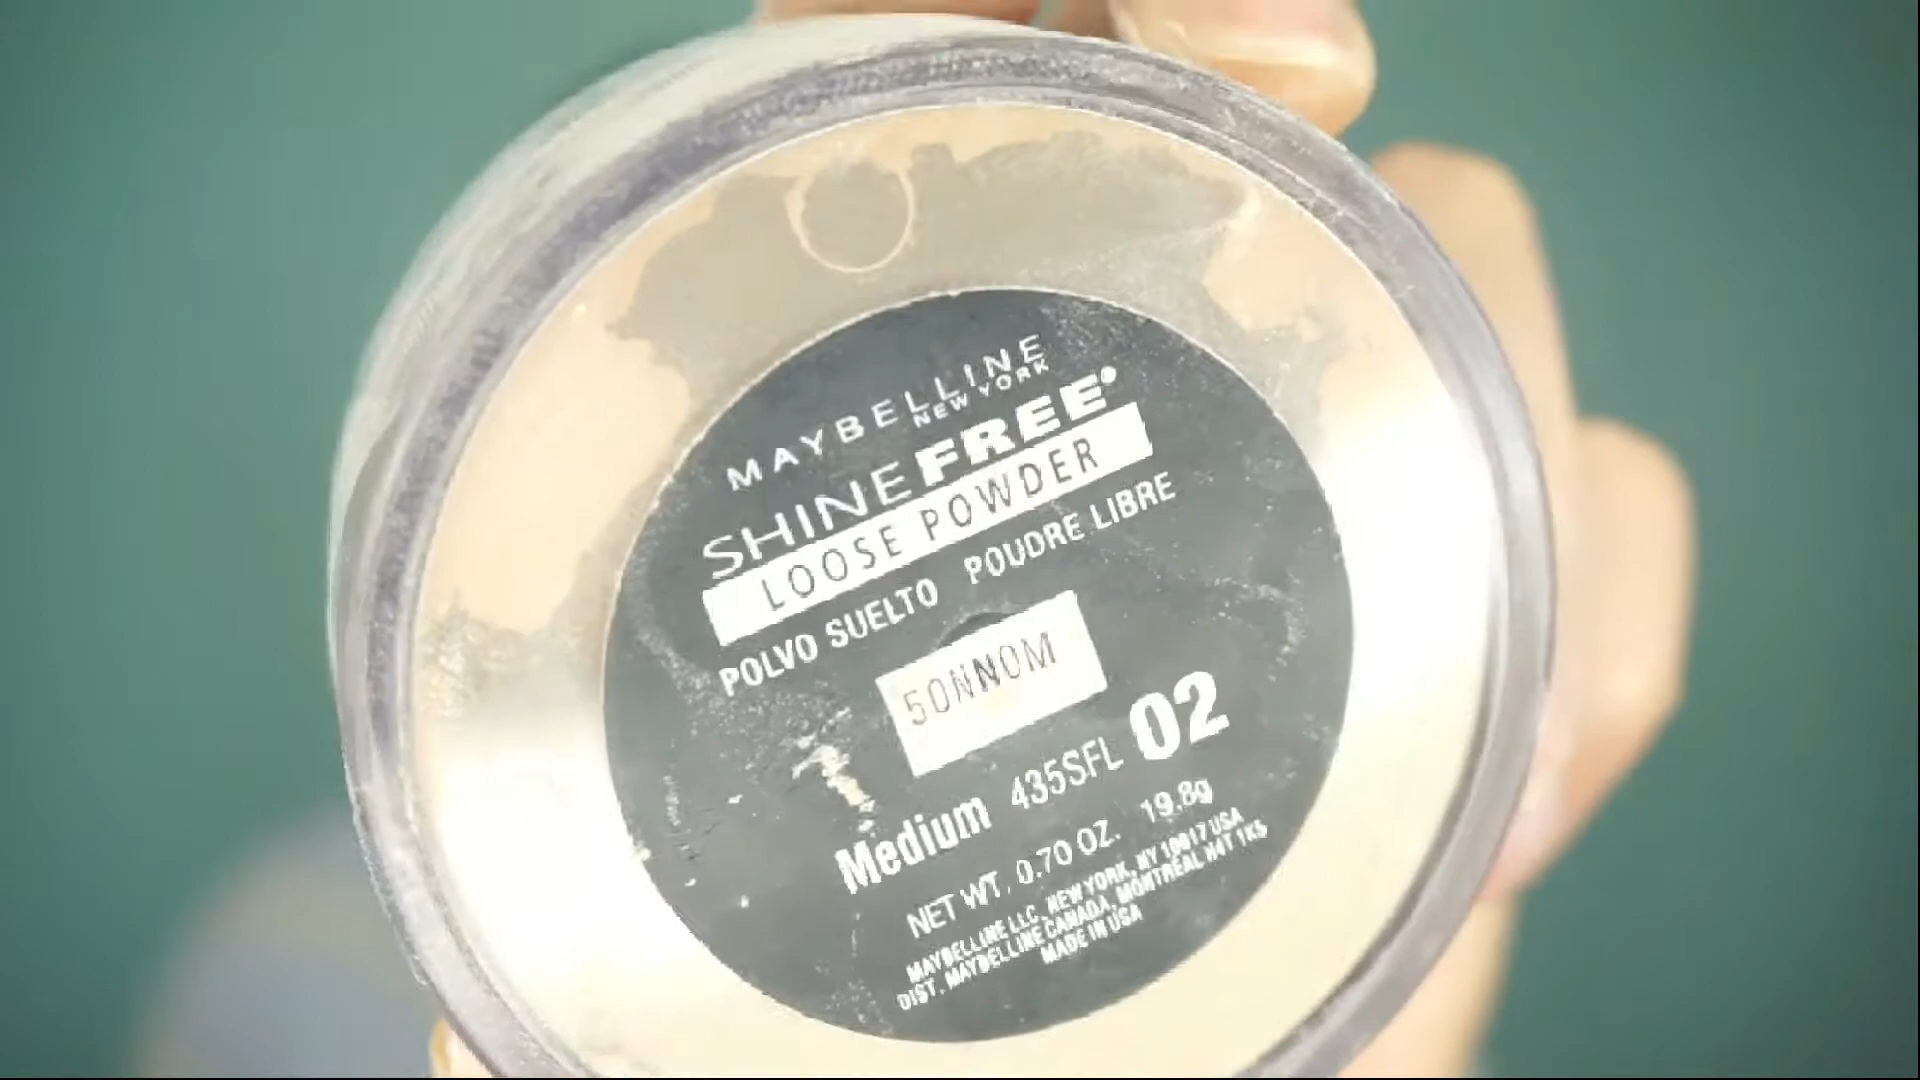 MAYBELLINE
NEW YORK
SHINE FREE®
LOOSE POWDER
POLVO SUELTO POUDRE LIBRE
50NNOM
Medium 435SFL 02
NET WT. 0.70 OZ. 19.8g
MAYBELLINE LLC, NEW YORK, NY 10017 USA
DIST. MAYBELLINE CANADA, MONTREAL H4T 1K5
MADE IN USA